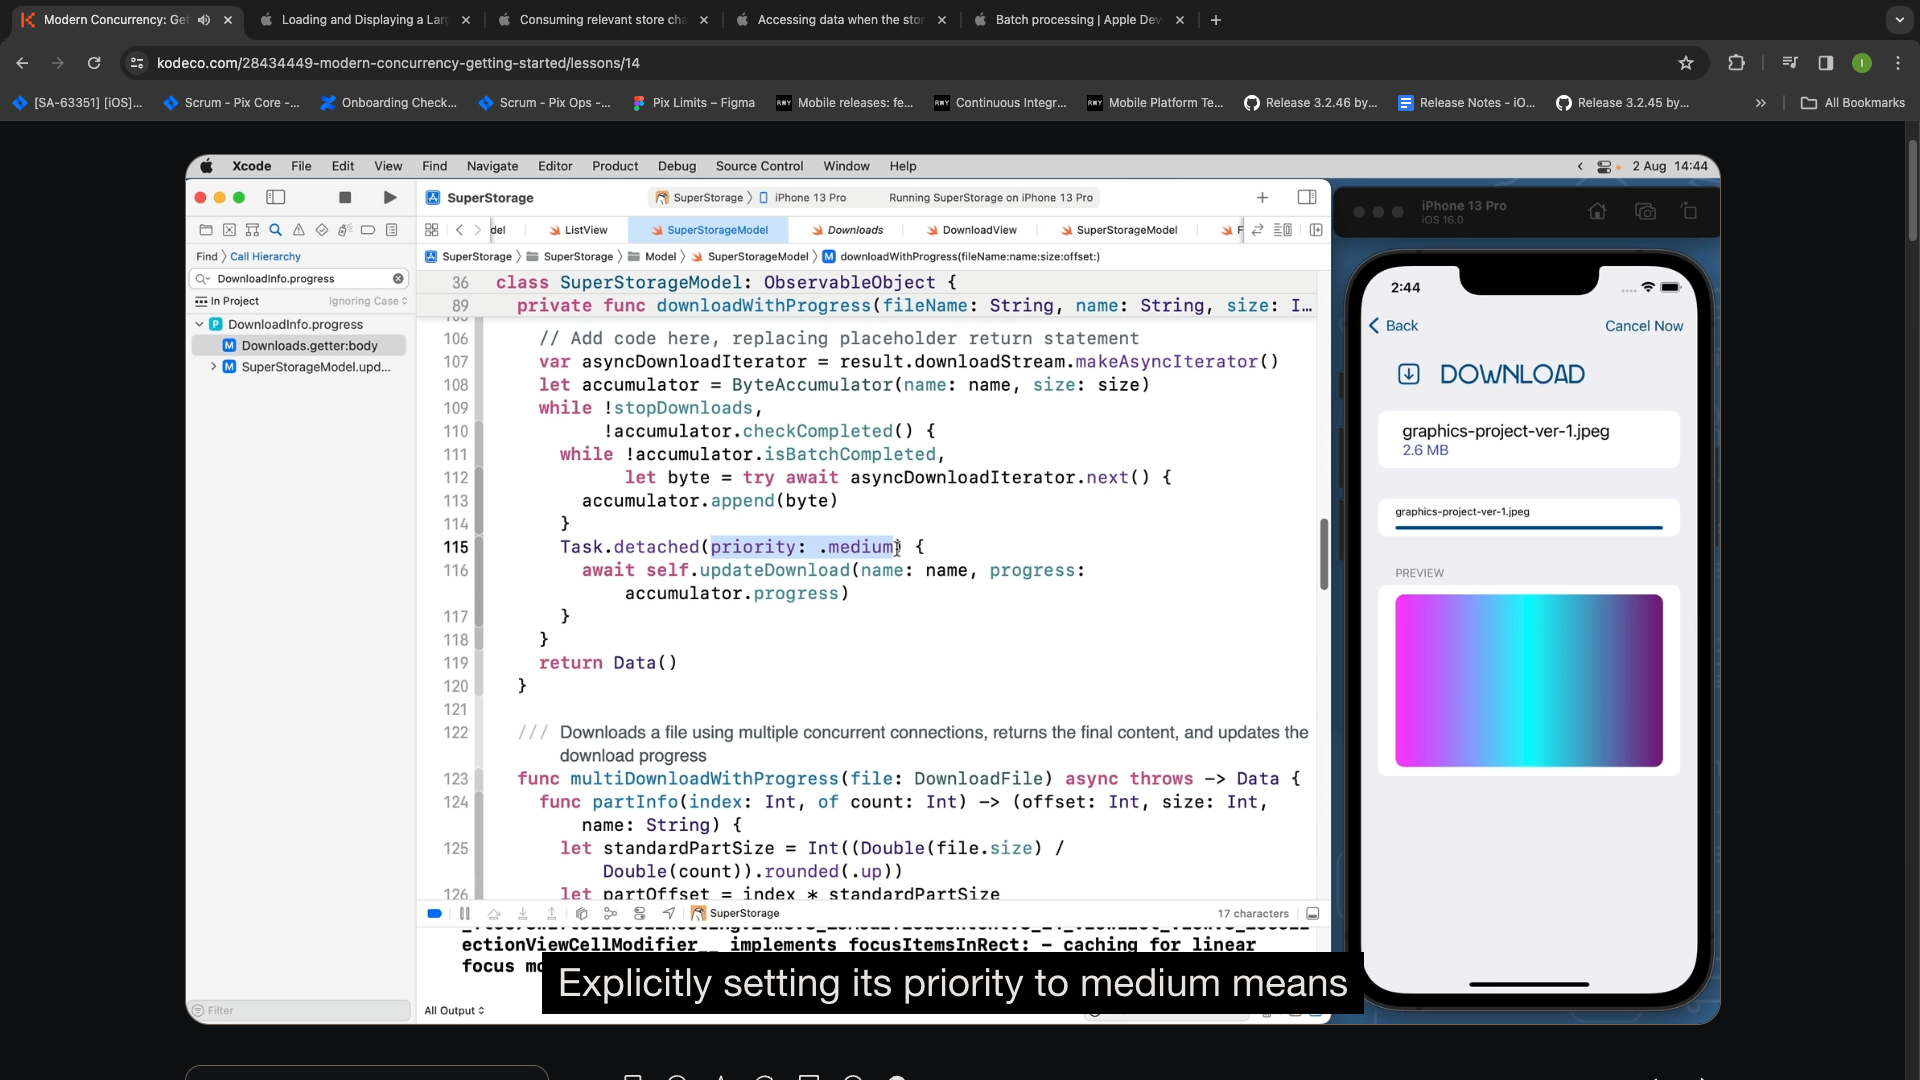 Modern Concurrency: Get
Loading and Displaying a Lar
Consuming relevant store cha
Accessing data when the stor
Batch processing | Apple Dev
kodeco.com/28434449-modern-concurrency-getting-started/lessons/14
I
[SA-63351] [iOS]...
Scrum - Pix Core -...
Onboarding Check...
Scrum - Pix Ops -...
Pix Limits – Figma
Mobile releases: fe...
Continuous Integr...
Mobile Platform Te...
Release 3.2.46 by...
Release Notes - iO...
Release 3.2.45 by...
All Bookmarks
Xcode File Edit View Find Navigate Editor Product Debug Source Control Window Help
2 Aug 14:44
SuperStorage
SuperStorage
iPhone 13 Pro
Running SuperStorage on iPhone 13 Pro
del
ListView
SuperStorageModel
Downloads
DownloadView
SuperStorageModel
F
Find
Call Hierarchy
SuperStorage
SuperStorage
Model
SuperStorageModel
M downloadWithProgress(fileName:name:size:offset:)
DownloadInfo.progress
In Project
Ignoring Case
P DownloadInfo.progress
M Downloads.getter:body
M SuperStorageModel.upd...
36 class SuperStorageModel: ObservableObject {
89 private func downloadWithProgress(fileName: String, name: String, size: I...
106 // Add code here, replacing placeholder return statement
107 var asyncDownloadIterator = result.downloadStream.makeAsyncIterator()
108 let accumulator = ByteAccumulator(name: name, size: size)
109 while !stopDownloads,
110 !accumulator.checkCompleted() {
111 while !accumulator.isBatchCompleted,
112 let byte = try await asyncDownloadIterator.next() {
113 accumulator.append(byte)
114 }
115 Task.detached(priority: .medium) {
116 await self.updateDownload(name: name, progress:
accumulator.progress)
117 }
118 }
119 return Data()
120 }
121
122 /// Downloads a file using multiple concurrent connections, returns the final content, and updates the
download progress
123 func multiDownloadWithProgress(file: DownloadFile) async throws -> Data {
124 func partInfo(index: Int, of count: Int) -> (offset: Int, size: Int,
name: String) {
125 let standardPartSize = Int((Double(file.size) /
Double(count)).rounded(.up))
126 let partOffset = index * standardPartSize
SuperStorage
17 characters
ectionViewCellModifier__ implements focusItemsInRect: - caching for linear
focus mo
Explicitly setting its priority to medium means
Filter
All Output
iPhone 13 Pro
iOS 16.0
2:44
Back
Cancel Now
DOWNLOAD
graphics-project-ver-1.jpeg
2.6 MB
graphics-project-ver-1.jpeg
PREVIEW